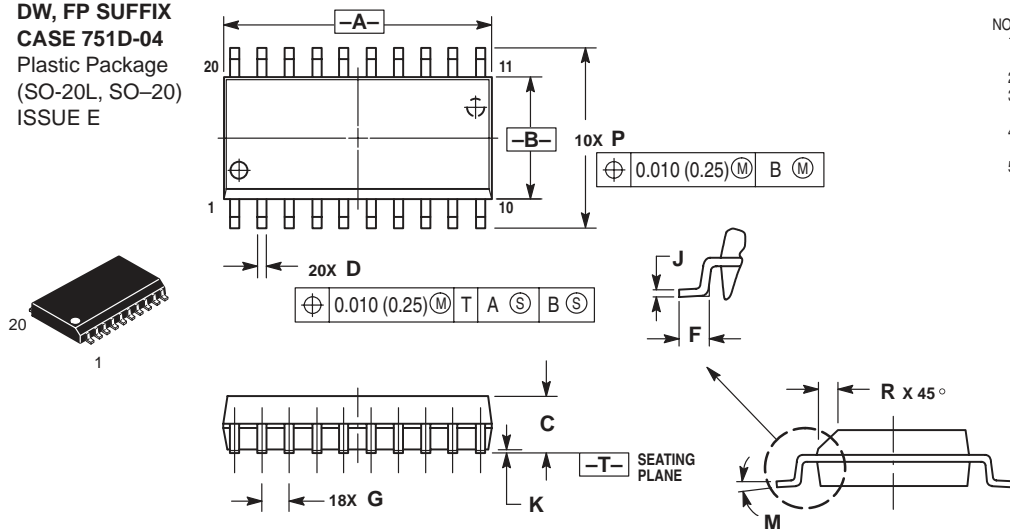 DW, FP SUFFIX
CASE 751D-04
Plastic Package
(SO-20L, SO–20)
ISSUE E
–A–
20
11
–B–
10X P
⌖ 0.010 (0.25) Ⓜ B Ⓜ
1
10
20X D
⌖ 0.010 (0.25) Ⓜ T A Ⓢ B Ⓢ
J
F
20
1
C
–T– SEATING
PLANE
K
18X G
R X 45°
M